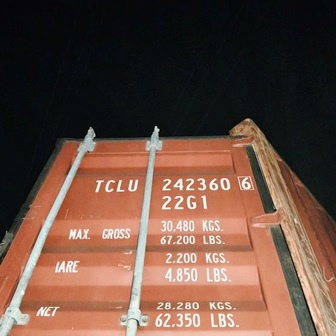 TCLU 242360 6
22G1
MAX. GROSS 30.480 KGS.
67.200 LBS.
TARE 2.200 KGS.
4.850 LBS.
NET 28.280 KGS.
62.350 LBS.